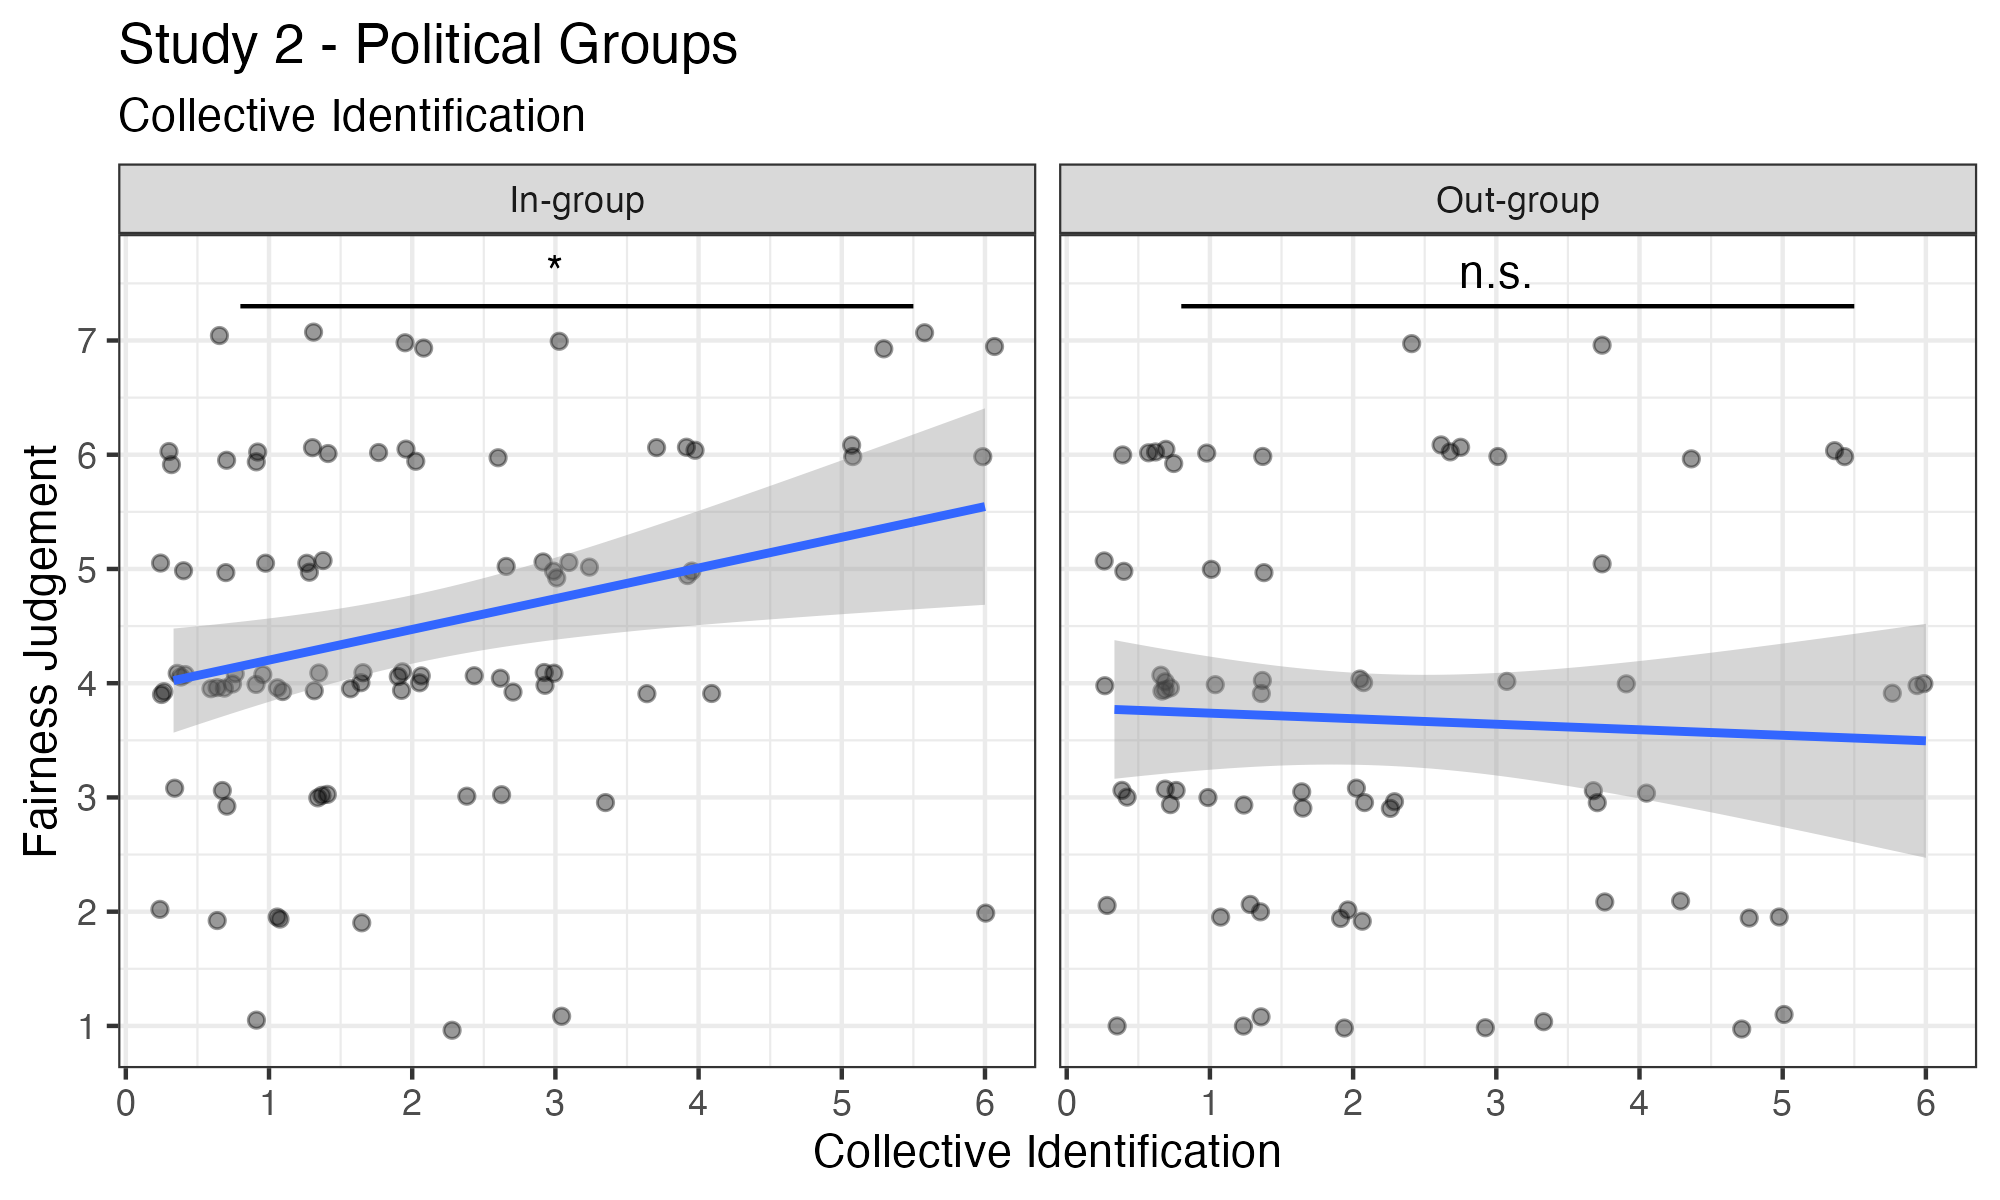 Study 2 - Political Groups
Collective Identification
In-group
Out-group
*
n.s.
Fairness Judgement
7
6
5
4
3
2
1
0 1 2 3 4 5 6
0 1 2 3 4 5 6
Collective Identification